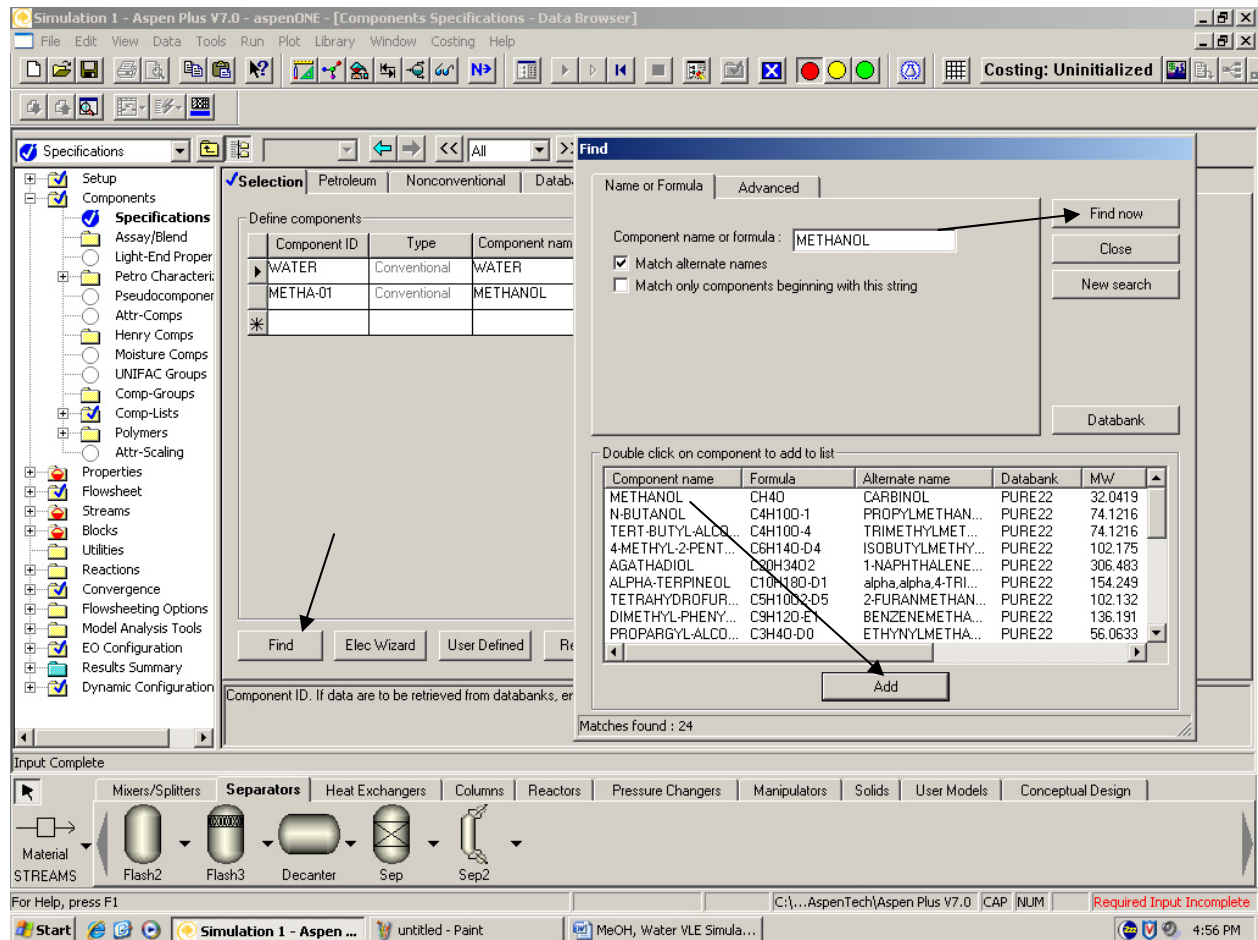 Simulation 1 - Aspen Plus V7.0 - aspenONE - [Components Specifications - Data Browser]
File Edit View Data Tools Run Plot Library Window Costing Help
N>
Costing: Uninitialized
Specifications
All
Setup
Components
Specifications
Assay/Blend
Light-End Proper
Petro Characteri
Pseudocomponer
Attr-Comps
Henry Comps
Moisture Comps
UNIFAC Groups
Comp-Groups
Comp-Lists
Polymers
Attr-Scaling
Properties
Flowsheet
Streams
Blocks
Utilities
Reactions
Convergence
Flowsheeting Options
Model Analysis Tools
EO Configuration
Results Summary
Dynamic Configuration
Selection Petroleum Nonconventional Datab
Define components
Component ID Type Component nam
WATER Conventional WATER
METHA-01 Conventional METHANOL
Find Elec Wizard User Defined Re
Component ID. If data are to be retrieved from databanks, er
Find
Name or Formula Advanced
Component name or formula : METHANOL
Match alternate names
Match only components beginning with this string
Find now
Close
New search
Databank
Double click on component to add to list
Component name Formula Alternate name Databank MW
METHANOL CH4O CARBINOL PURE22 32.0419
N-BUTANOL C4H10O-1 PROPYLMETHAN... PURE22 74.1216
TERT-BUTYL-ALCO... C4H10O-4 TRIMETHYLMET... PURE22 74.1216
4-METHYL-2-PENT... C6H14O-D4 ISOBUTYLMETHY... PURE22 102.175
AGATHADIOL C20H34O2 1-NAPHTHALENE... PURE22 306.483
ALPHA-TERPINEOL C10H18O-D1 alpha,alpha,4-TRI... PURE22 154.249
TETRAHYDROFUR... C5H10O2-D5 2-FURANMETHAN... PURE22 102.132
DIMETHYL-PHENY... C9H12O-E1 BENZENEMETHA... PURE22 136.191
PROPARGYL-ALCO... C3H4O-D0 ETHYNYLMETHA... PURE22 56.0633
Add
Matches found : 24
Input Complete
Mixers/Splitters Separators Heat Exchangers Columns Reactors Pressure Changers Manipulators Solids User Models Conceptual Design
Material
STREAMS Flash2 Flash3 Decanter Sep Sep2
For Help, press F1
C:\...AspenTech\Aspen Plus V7.0 CAP NUM Required Input Incomplete
Start Simulation 1 - Aspen ... untitled - Paint MeOH, Water VLE Simula... 4:56 PM